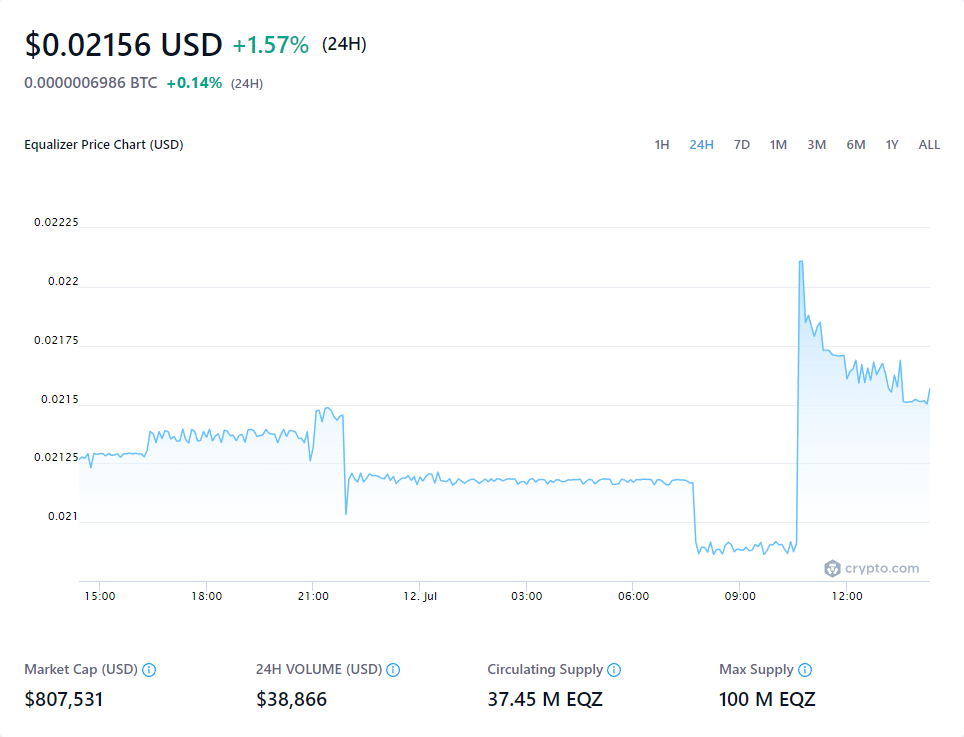 $0.02156 USD +1.57% (24H)
0.0000006986 BTC +0.14% (24H)
Equalizer Price Chart (USD) 1H 24H 7D 1M 3M 6M 1Y ALL
0.02225
0.022
0.02175
0.0215
0.02125
0.021
crypto.com
15:00 18:00 21:00 12. Jul 03:00 06:00 09:00 12:00
Market Cap (USD) 24H VOLUME (USD) Circulating Supply Max Supply
$807,531 $38,866 37.45 M EQZ 100 M EQZ